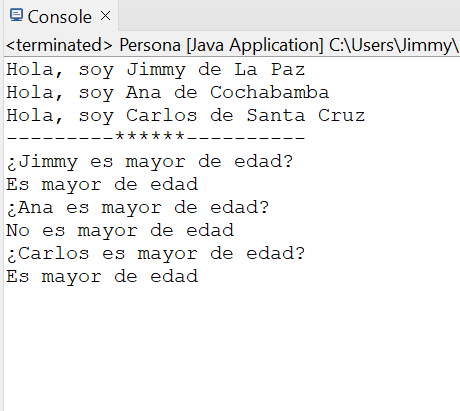 Console
<terminated> Persona [Java Application] C:\Users\Jimmy\
Hola, soy Jimmy de La Paz
Hola, soy Ana de Cochabamba
Hola, soy Carlos de Santa Cruz
---------******----------
¿Jimmy es mayor de edad?
Es mayor de edad
¿Ana es mayor de edad?
No es mayor de edad
¿Carlos es mayor de edad?
Es mayor de edad